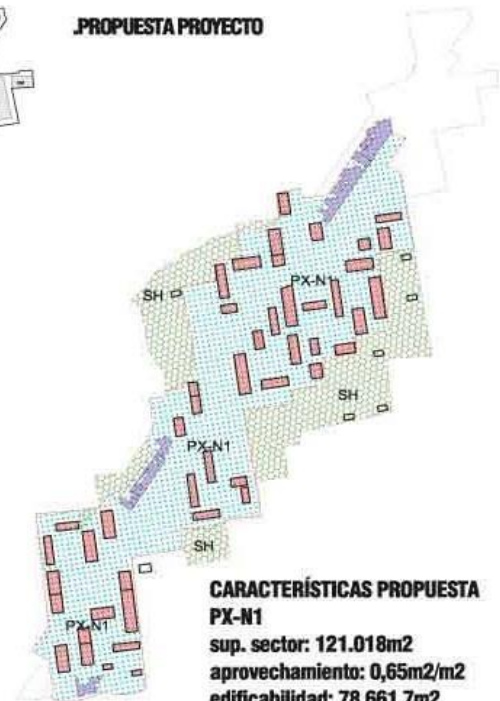 .PROPUESTA PROYECTO
PX-N1
SH
SH
PX-N1
SH
PX-N1
CARACTERÍSTICAS PROPUESTA
PX-N1
sup. sector: 121.018m2
aprovechamiento: 0,65m2/m2
edificabilidad: 78.661,7m2